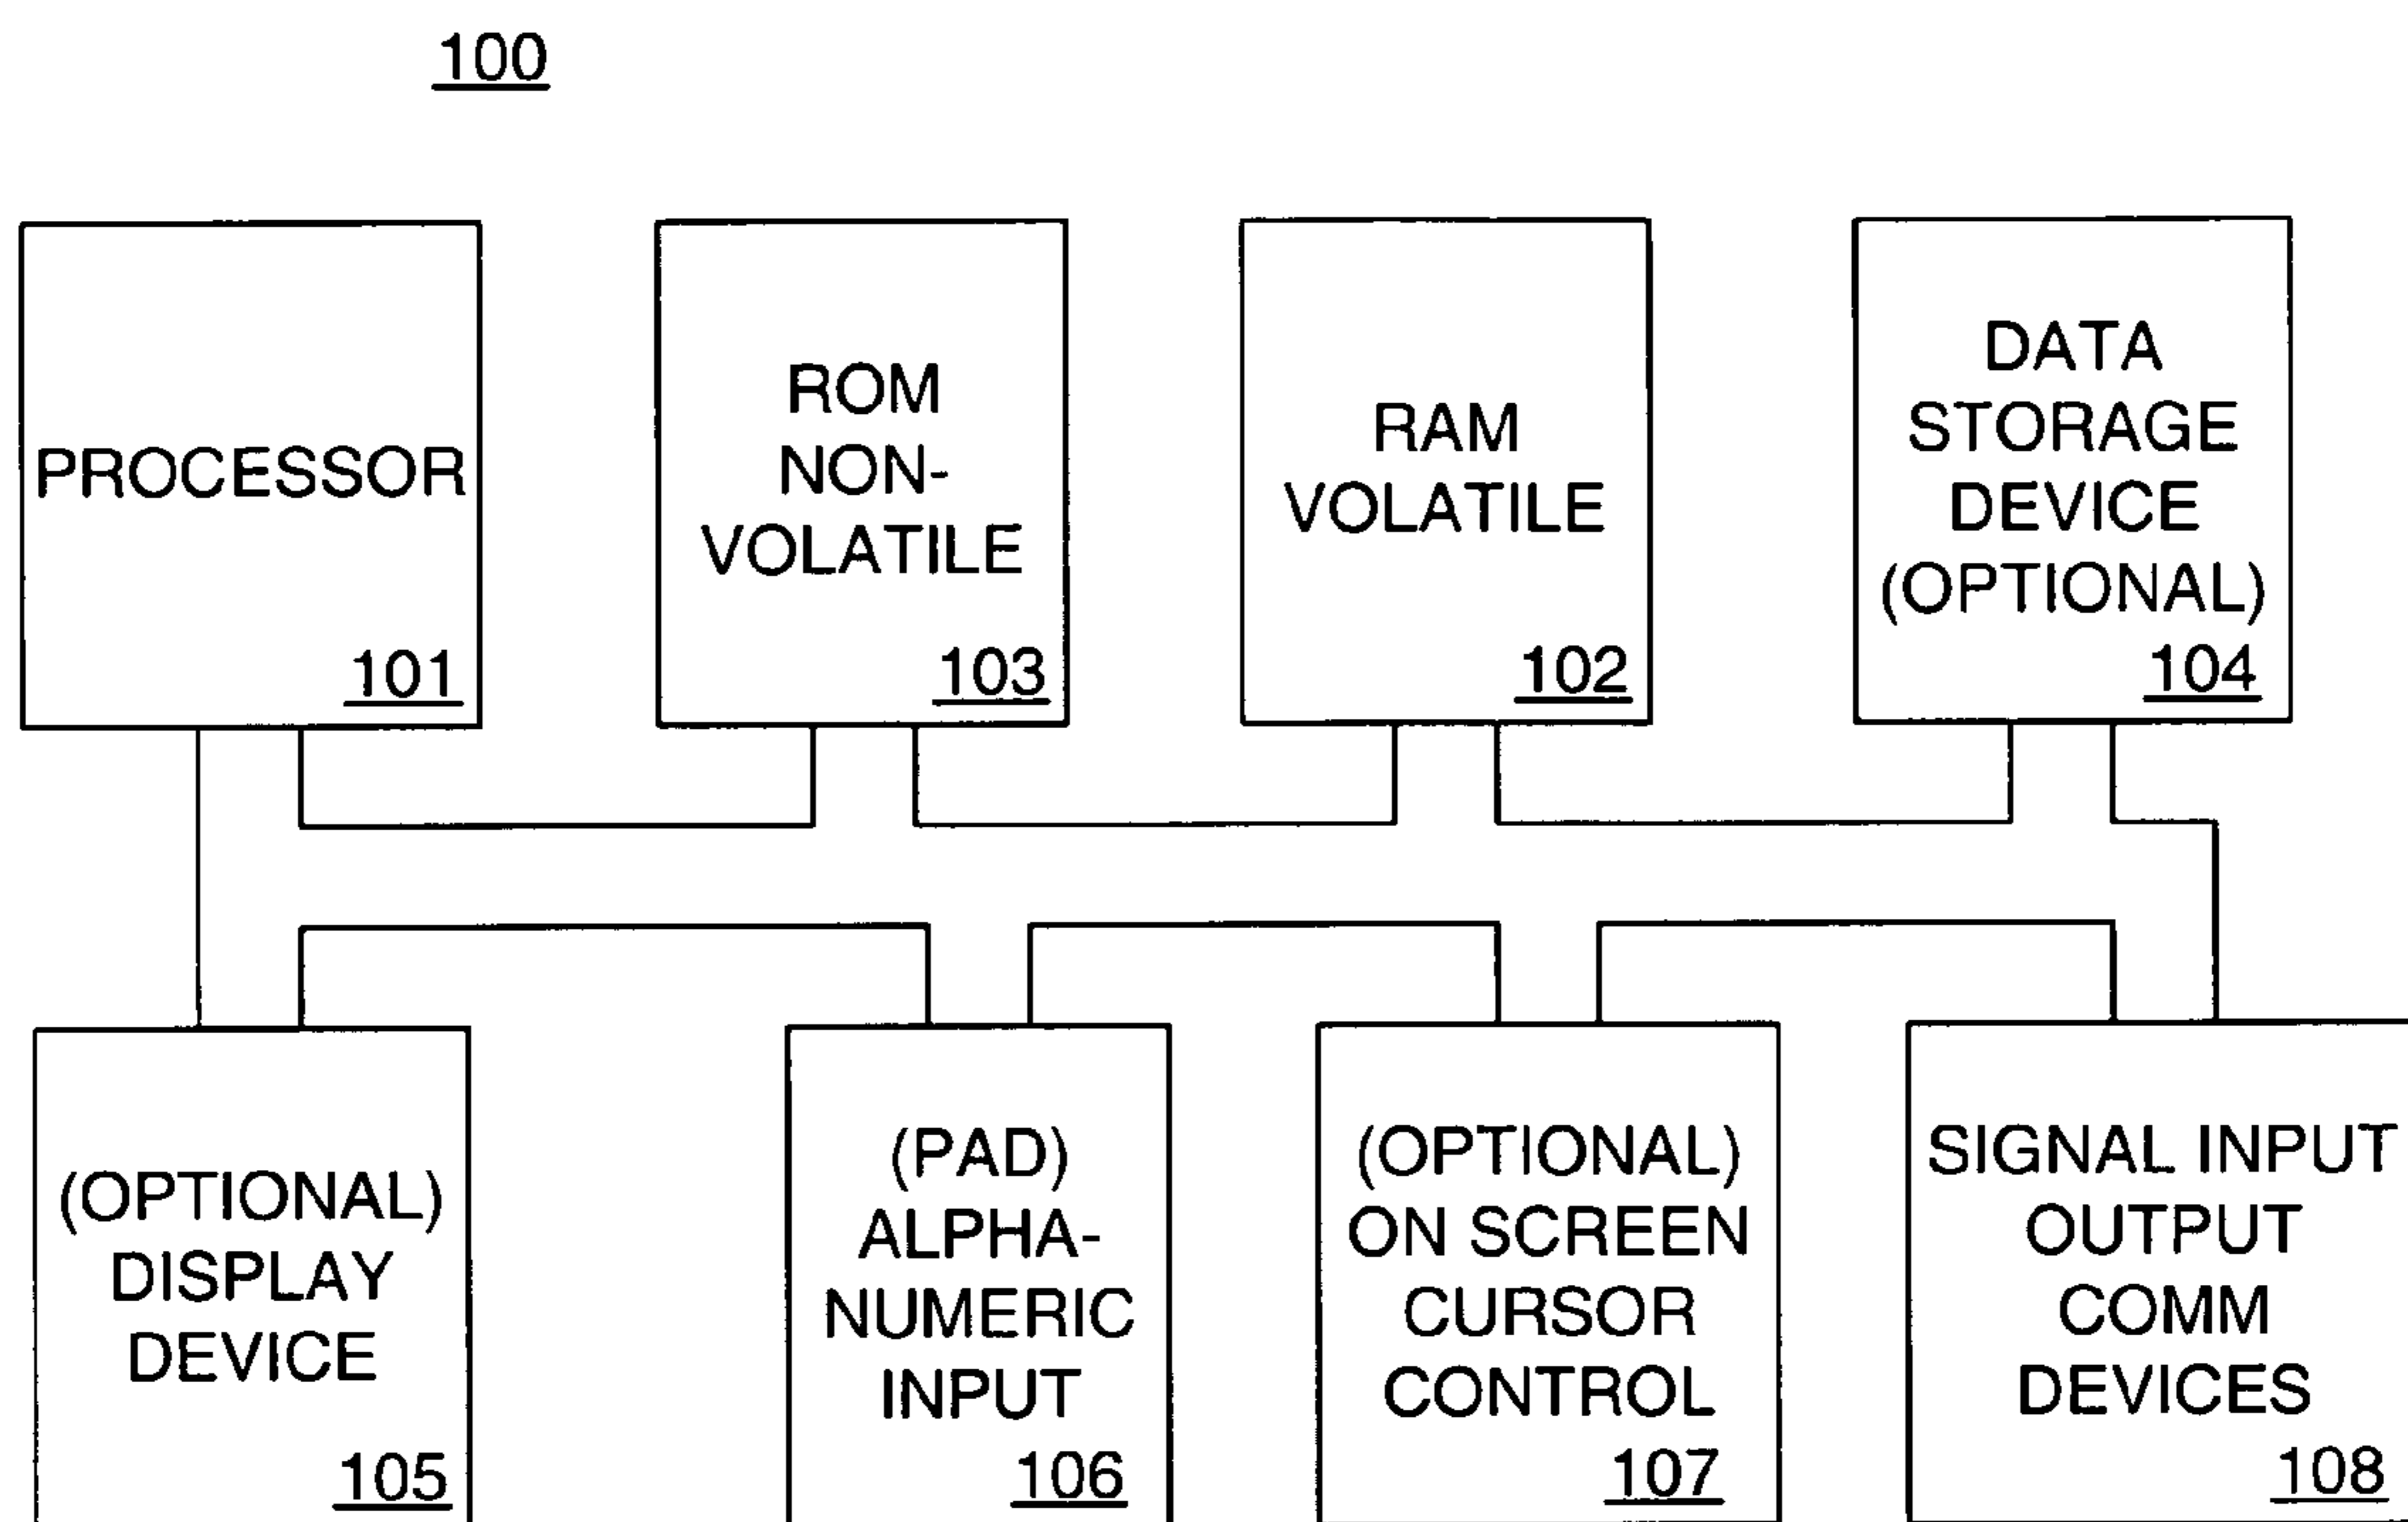 100
PROCESSOR
101
ROM
NON-
VOLATILE
103
RAM
VOLATILE
102
DATA
STORAGE
DEVICE
(OPTIONAL)
104
(OPTIONAL)
DISPLAY
DEVICE
105
(PAD)
ALPHA-
NUMERIC
INPUT
106
(OPTIONAL)
ON SCREEN
CURSOR
CONTROL
107
SIGNAL INPUT
OUTPUT
COMM
DEVICES
108